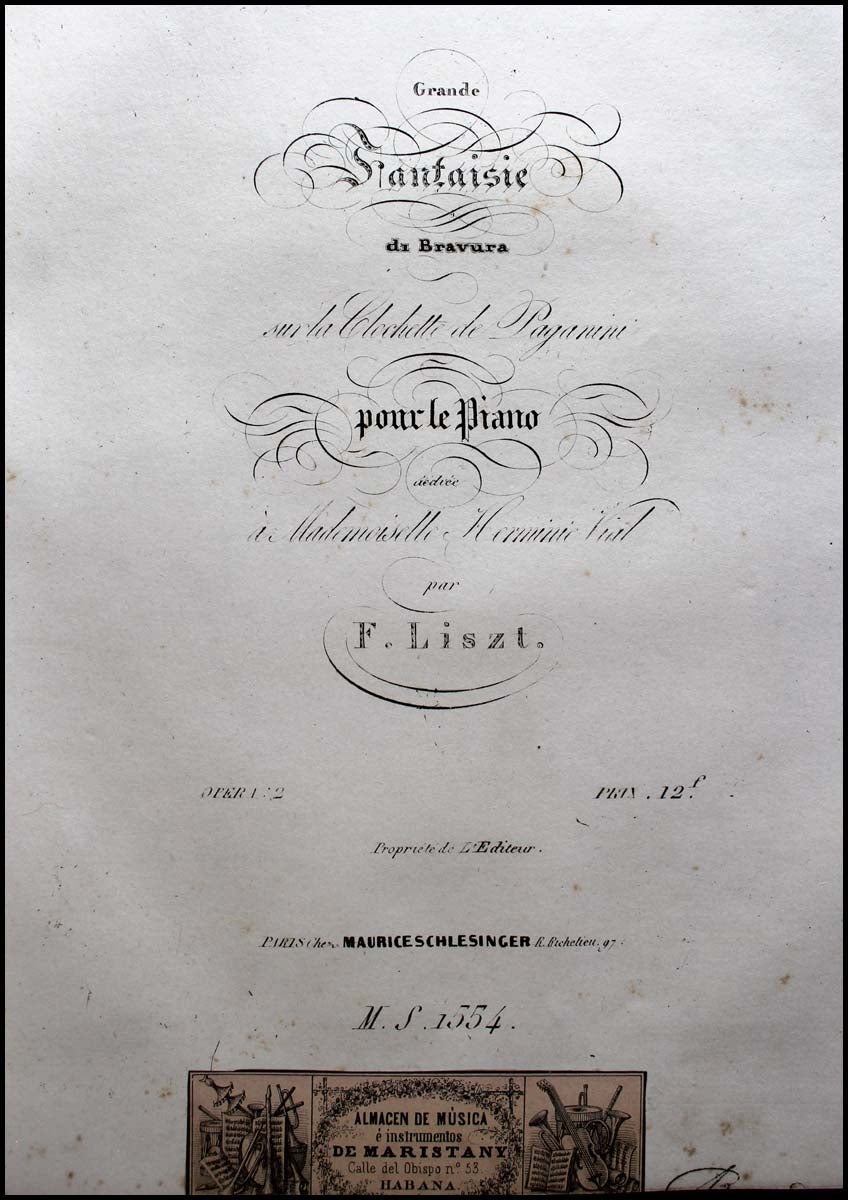 Grande
Fantaisie
di Bravura
sur la Clochette de Paganini
pour le Piano
dédiée
à Mademoiselle Herminie Vial
par
F. Liszt.
OPERA : 2
PRIX . 12.f
Propriété de L'Editeur .
PARIS Chez MAURICE SCHLESINGER R. Richelieu. 97.
M. S. 1554 .
ALMACEN DE MÚSICA
é instrumentos
DE MARISTANY
Calle del Obispo nº 53.
HABANA.